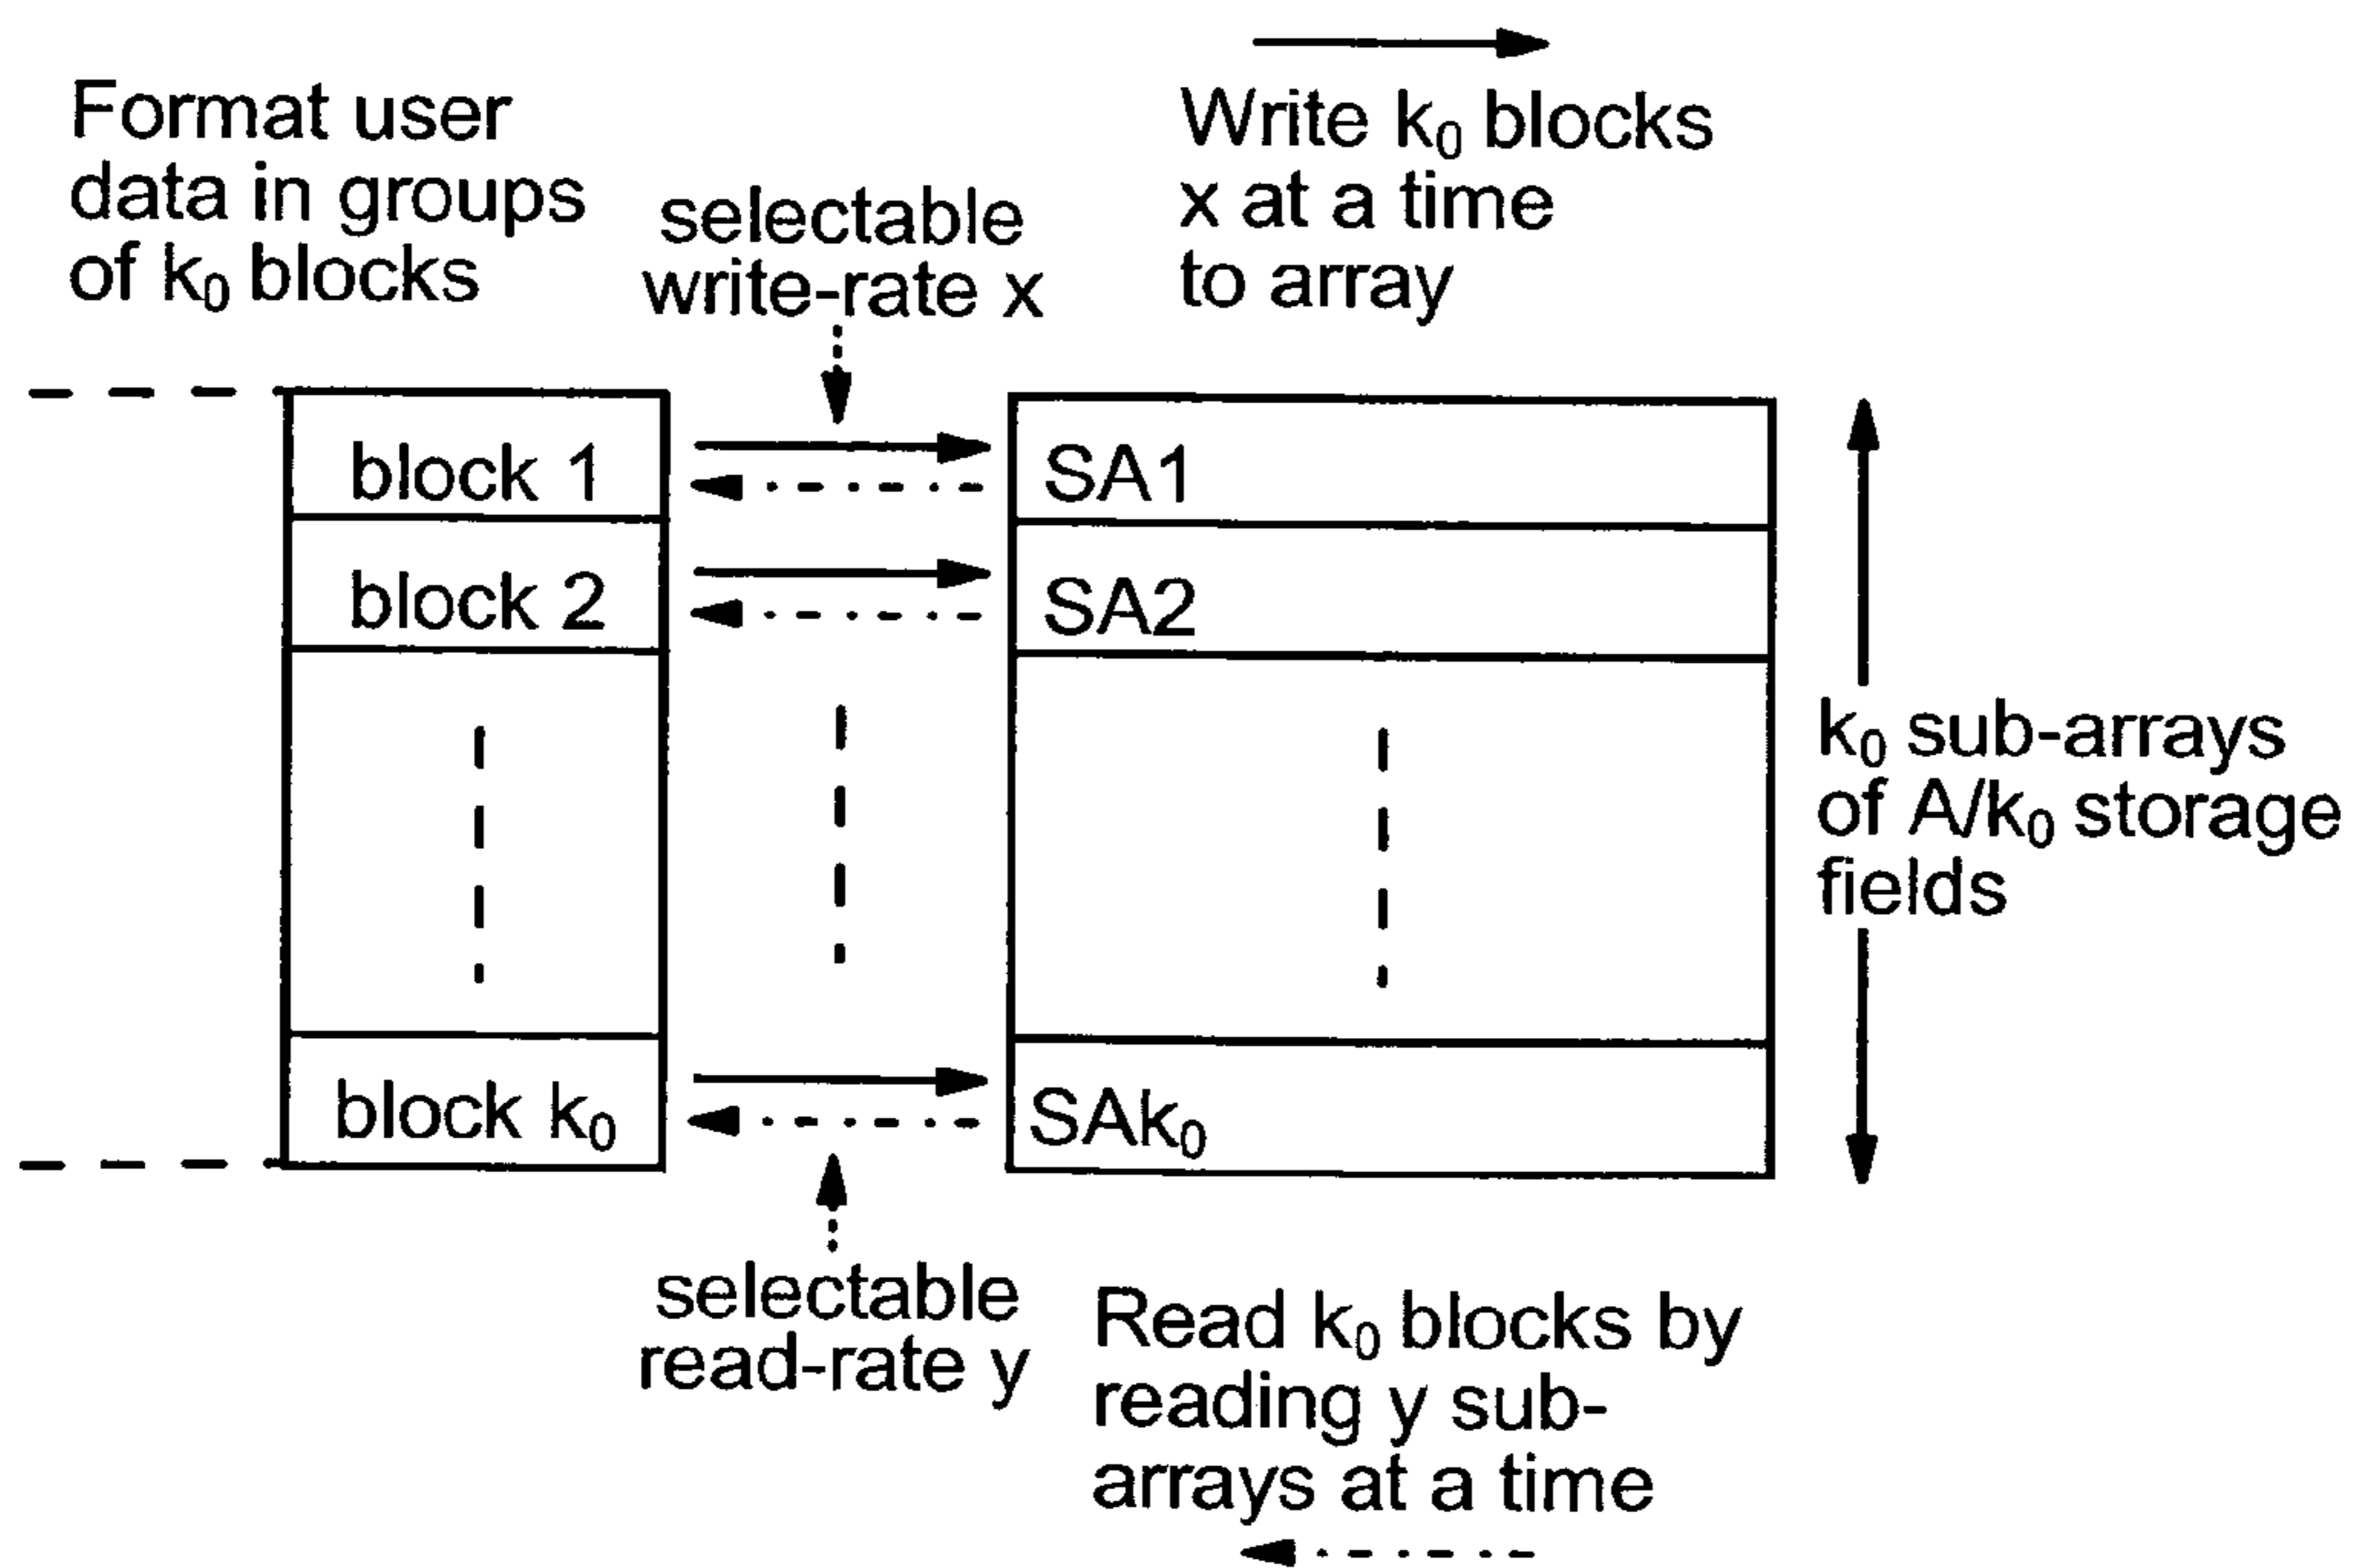 Format user
data in groups
of k₀ blocks
selectable
write-rate x
Write k₀ blocks
x at a time
to array
block 1
SA1
block 2
SA2
block k₀
SAk₀
k₀ sub-arrays
of A/k₀ storage
fields
selectable
read-rate y
Read k₀ blocks by
reading y sub-
arrays at a time